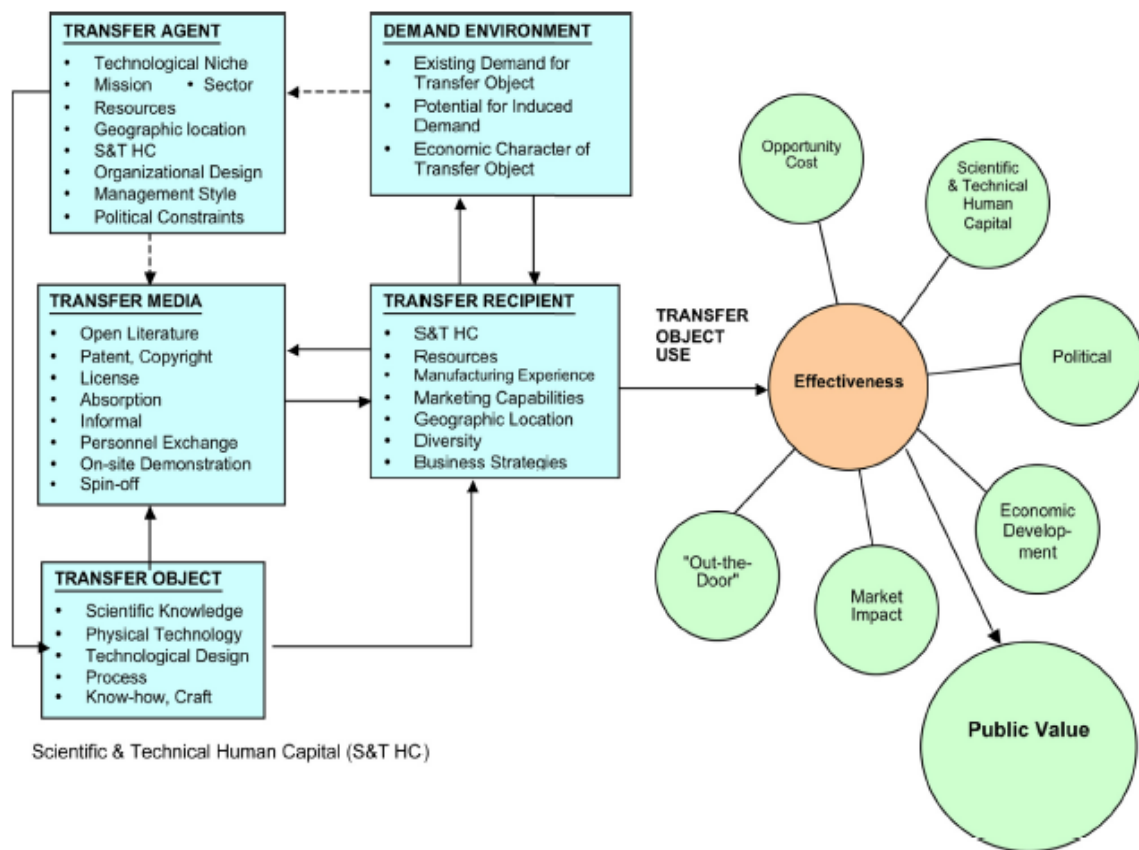 TRANSFER AGENT
• Technological Niche
• Mission • Sector
• Resources
• Geographic location
• S&T HC
• Organizational Design
• Management Style
• Political Constraints
DEMAND ENVIRONMENT
• Existing Demand for
Transfer Object
• Potential for Induced
Demand
• Economic Character of
Transfer Object
TRANSFER MEDIA
• Open Literature
• Patent, Copyright
• License
• Absorption
• Informal
• Personnel Exchange
• On-site Demonstration
• Spin-off
TRANSFER RECIPIENT
• S&T HC
• Resources
• Manufacturing Experience
• Marketing Capabilities
• Geographic Location
• Diversity
• Business Strategies
TRANSFER OBJECT
• Scientific Knowledge
• Physical Technology
• Technological Design
• Process
• Know-how, Craft
Scientific & Technical Human Capital (S&T HC)
TRANSFER
OBJECT
USE
Effectiveness
Opportunity
Cost
Scientific
& Technical
Human
Capital
Political
Economic
Develop-
ment
Market
Impact
"Out-the-
Door"
Public Value